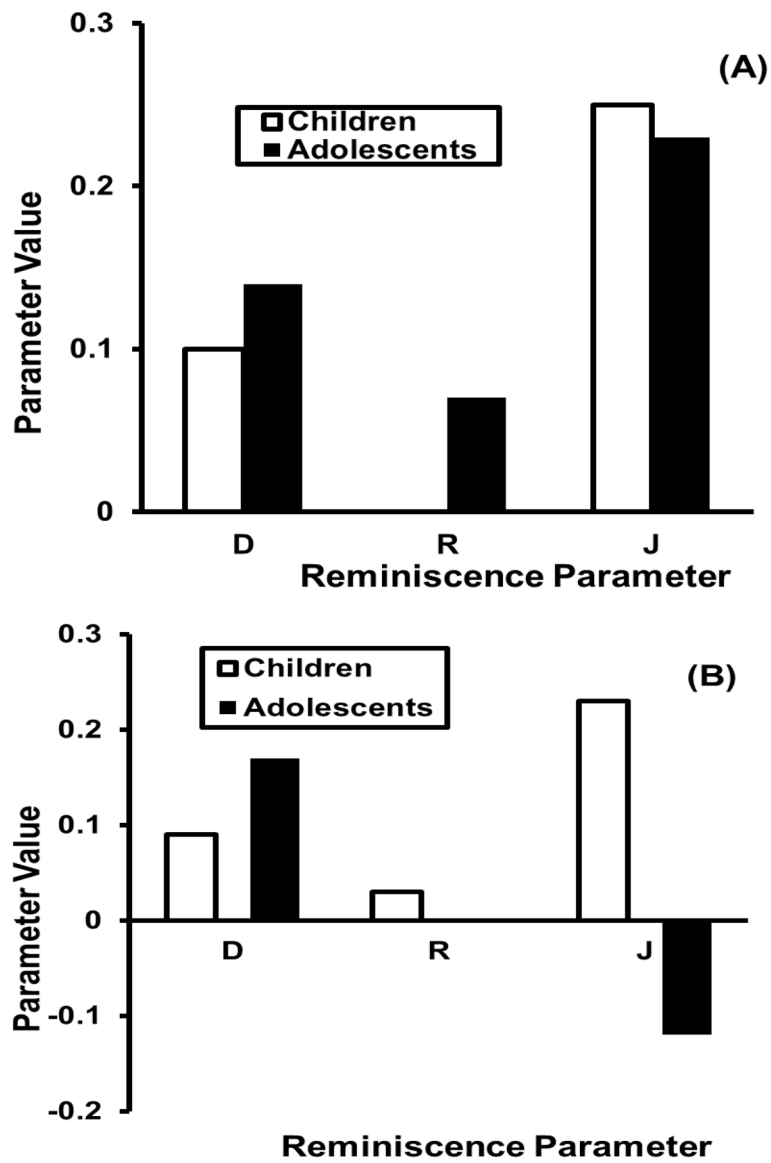 0.3
(A)
Children
Adolescents
0.2
Parameter Value
0.1
0
D R J
Reminiscence Parameter
0.3
Children
(B)
Adolescents
0.2
0.1
Parameter Value
0
D R J
-0.1
-0.2
Reminiscence Parameter